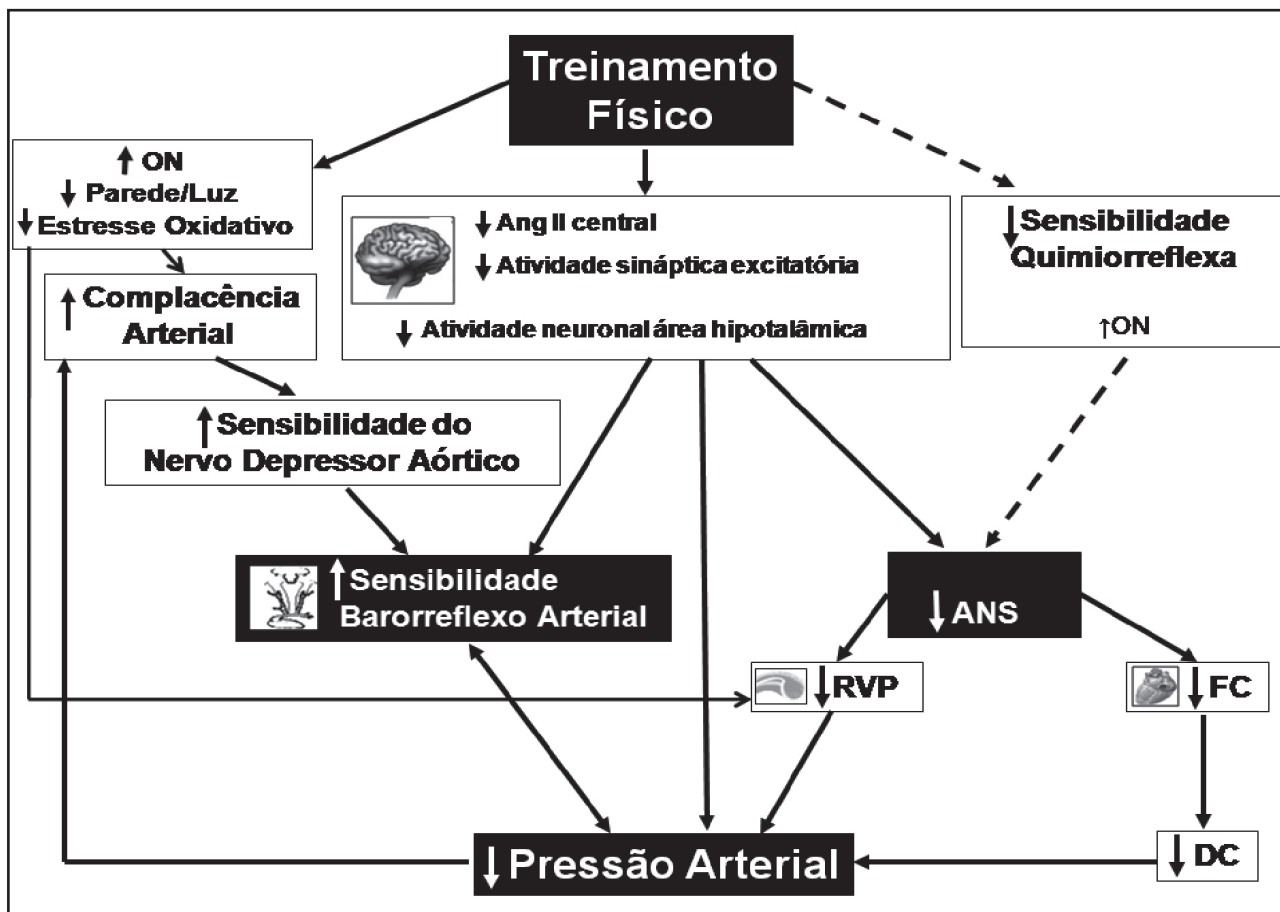 Treinamento
Físico
↑ ON
↓ Parede/Luz
↓ Estresse Oxidativo
↑ Complacência
Arterial
↑ Sensibilidade do
Nervo Depressor Aórtico
↓ Ang II central
↓ Atividade sináptica excitatória
↓ Atividade neuronal área hipotalâmica
↓ Sensibilidade
Quimiorreflexa
↑ON
↑ Sensibilidade
Barorreflexo Arterial
↓ ANS
↓ RVP
↓ FC
↓ DC
↓ Pressão Arterial